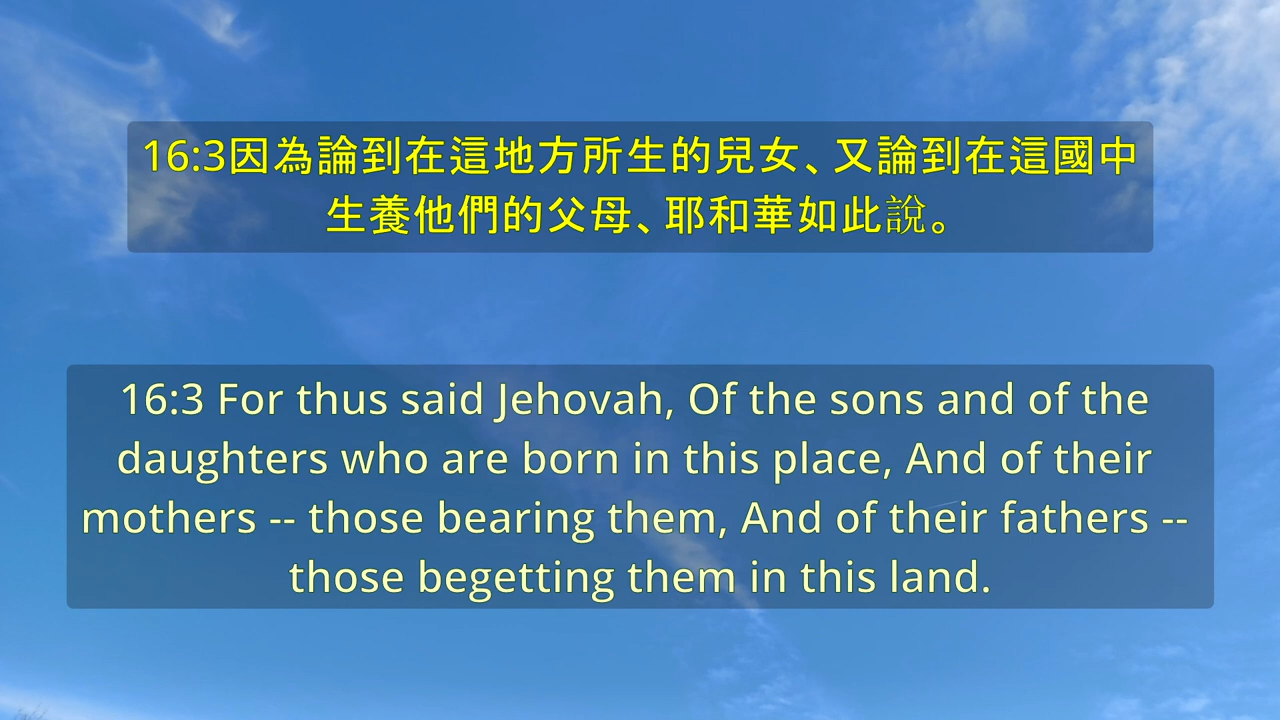 16:3因為論到在這地方所生的兒女、又論到在這國中
生養他們的父母、耶和華如此說。
16:3 For thus said Jehovah, Of the sons and of the
daughters who are born in this place, And of their
mothers -- those bearing them, And of their fathers --
those begetting them in this land.